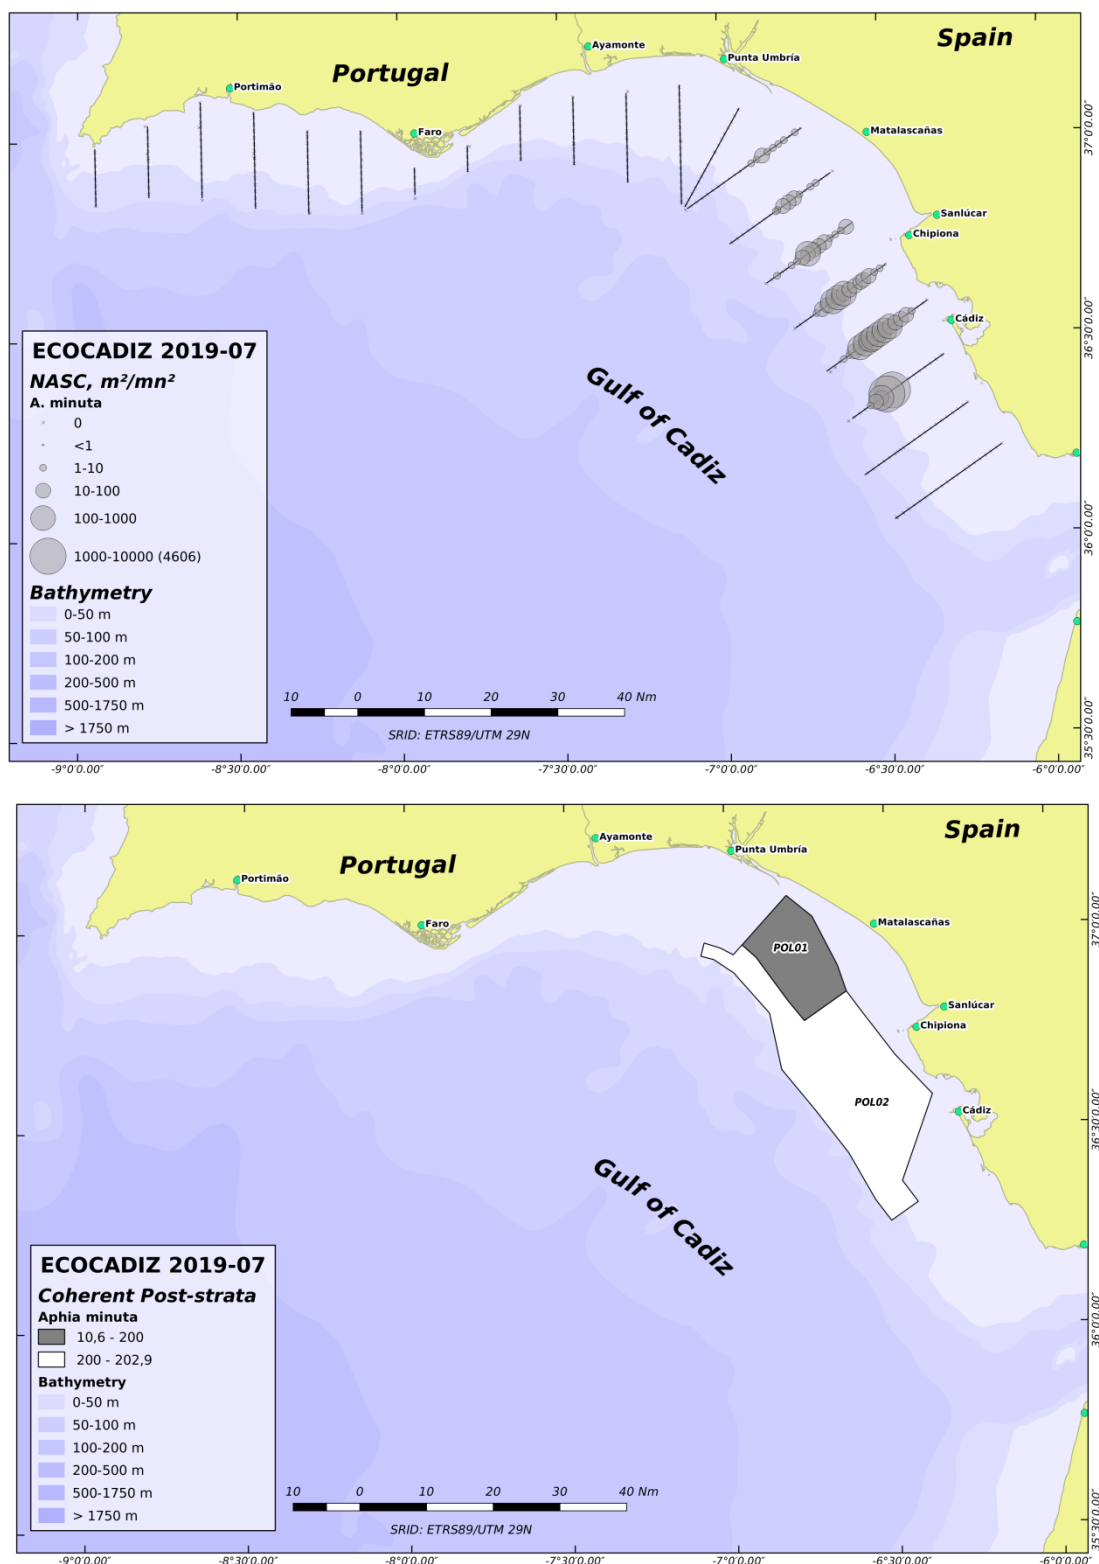 Spain
Ayamonte
Punta Umbría
Portugal
Portimão
Faro
Matalascañas
37°0'0.00"
Sanlúcar
Chipiona
Cádiz
36°30'0.00"
Gulf of Cadiz
36°0'0.00"
35°30'0.00"
ECOCADIZ 2019-07
NASC, m²/mn²
A. minuta
0
<1
1-10
10-100
100-1000
1000-10000 (4606)
Bathymetry
0-50 m
50-100 m
100-200 m
200-500 m
500-1750 m
> 1750 m
10 0 10 20 30 40 Nm
SRID: ETRS89/UTM 29N
-9°0'0.00" -8°30'0.00" -8°0'0.00" -7°30'0.00" -7°0'0.00" -6°30'0.00" -6°0'0.00"
Spain
Ayamonte
Punta Umbría
Portugal
Portimão
Faro
Matalascañas
37°0'0.00"
POL01
Sanlúcar
Chipiona
POL02
Cádiz
36°30'0.00"
Gulf of Cadiz
36°0'0.00"
35°30'0.00"
ECOCADIZ 2019-07
Coherent Post-strata
Aphia minuta
10,6 - 200
200 - 202,9
Bathymetry
0-50 m
50-100 m
100-200 m
200-500 m
500-1750 m
> 1750 m
10 0 10 20 30 40 Nm
SRID: ETRS89/UTM 29N
-9°0'0.00" -8°30'0.00" -8°0'0.00" -7°30'0.00" -7°0'0.00" -6°30'0.00" -6°0'0.00"